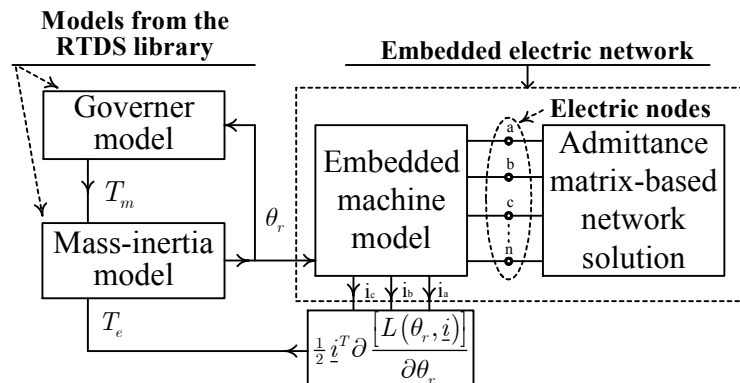 Models from the
RTDS library
Embedded electric network
Governer
model
T_m
θ_r
Mass-inertia
model
T_e
Embedded
machine
model
Electric nodes
a
b
c
n
Admittance
matrix-based
network
solution
i_c i_b i_a
½ i^T ∂ [L(θ_r, i)] / ∂θ_r